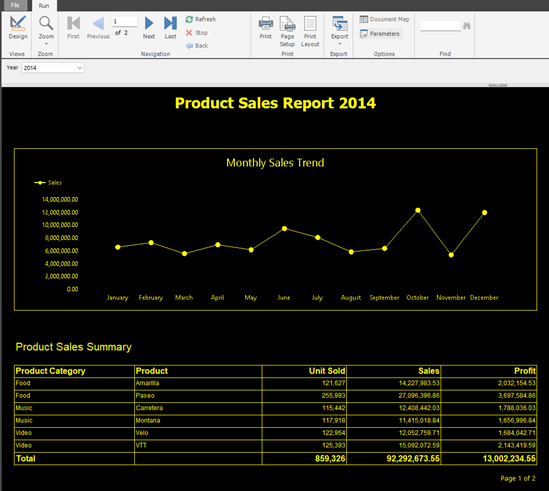 File Run
Design Zoom First Previous 1 of 2 Next Last Refresh Stop Back Print Page Setup Print Layout Export Document Map Parameters
Views Zoom Navigation Print Export Options Find
Year 2014
Product Sales Report 2014
Monthly Sales Trend
Sales
14,000,000.00
12,000,000.00
10,000,000.00
8,000,000.00
6,000,000.00
4,000,000.00
2,000,000.00
0.00
January February March April May June July August September October November December
Product Sales Summary
Product Category Product Unit Sold Sales Profit
Food Amarilla 121,627 14,227,983.53 2,032,154.53
Food Paseo 255,993 27,096,396.86 3,697,584.86
Music Carretera 115,442 12,408,442.03 1,788,036.03
Music Montana 117,918 11,415,018.84 1,656,996.84
Video Velo 122,954 12,052,759.71 1,684,042.71
Video VTT 125,393 15,092,072.59 2,143,419.59
Total 859,326 92,292,673.55 13,002,234.55
Page 1 of 2